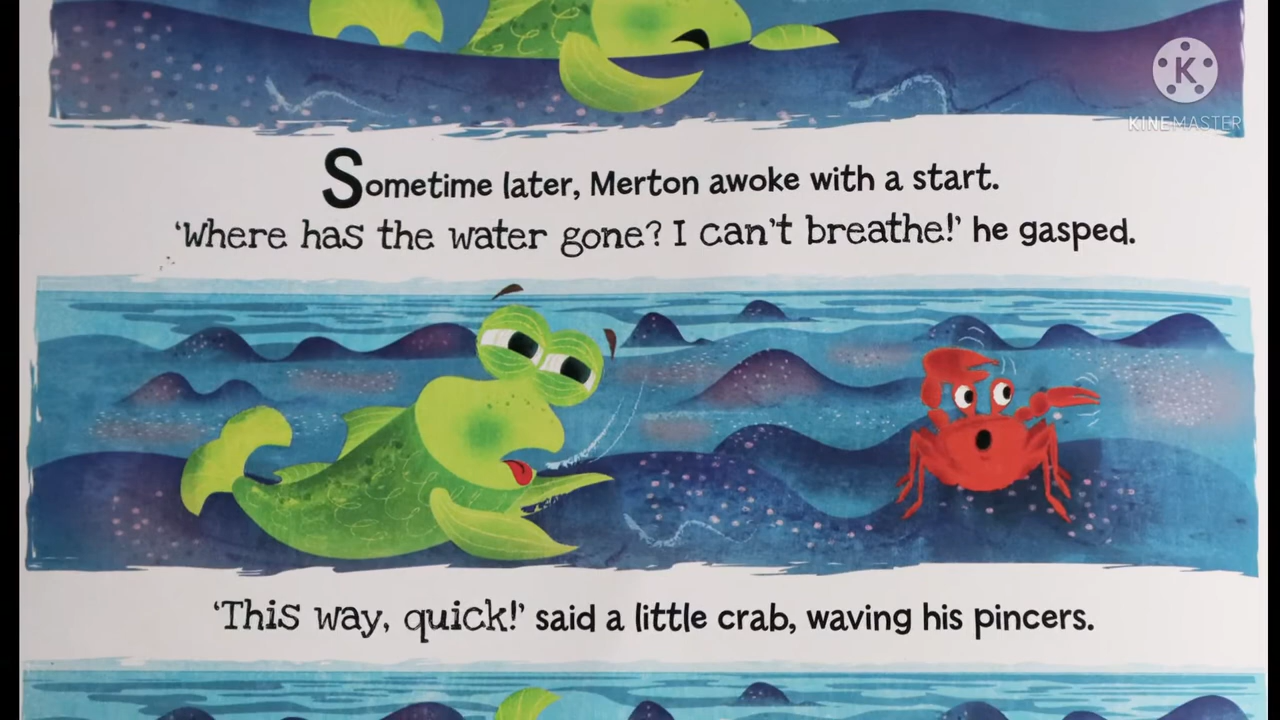 K
KINEMASTER
Sometime later, Merton awoke with a start.
‘Where has the water gone? I can’t breathe!’ he gasped.
‘This way, quick!’ said a little crab, waving his pincers.